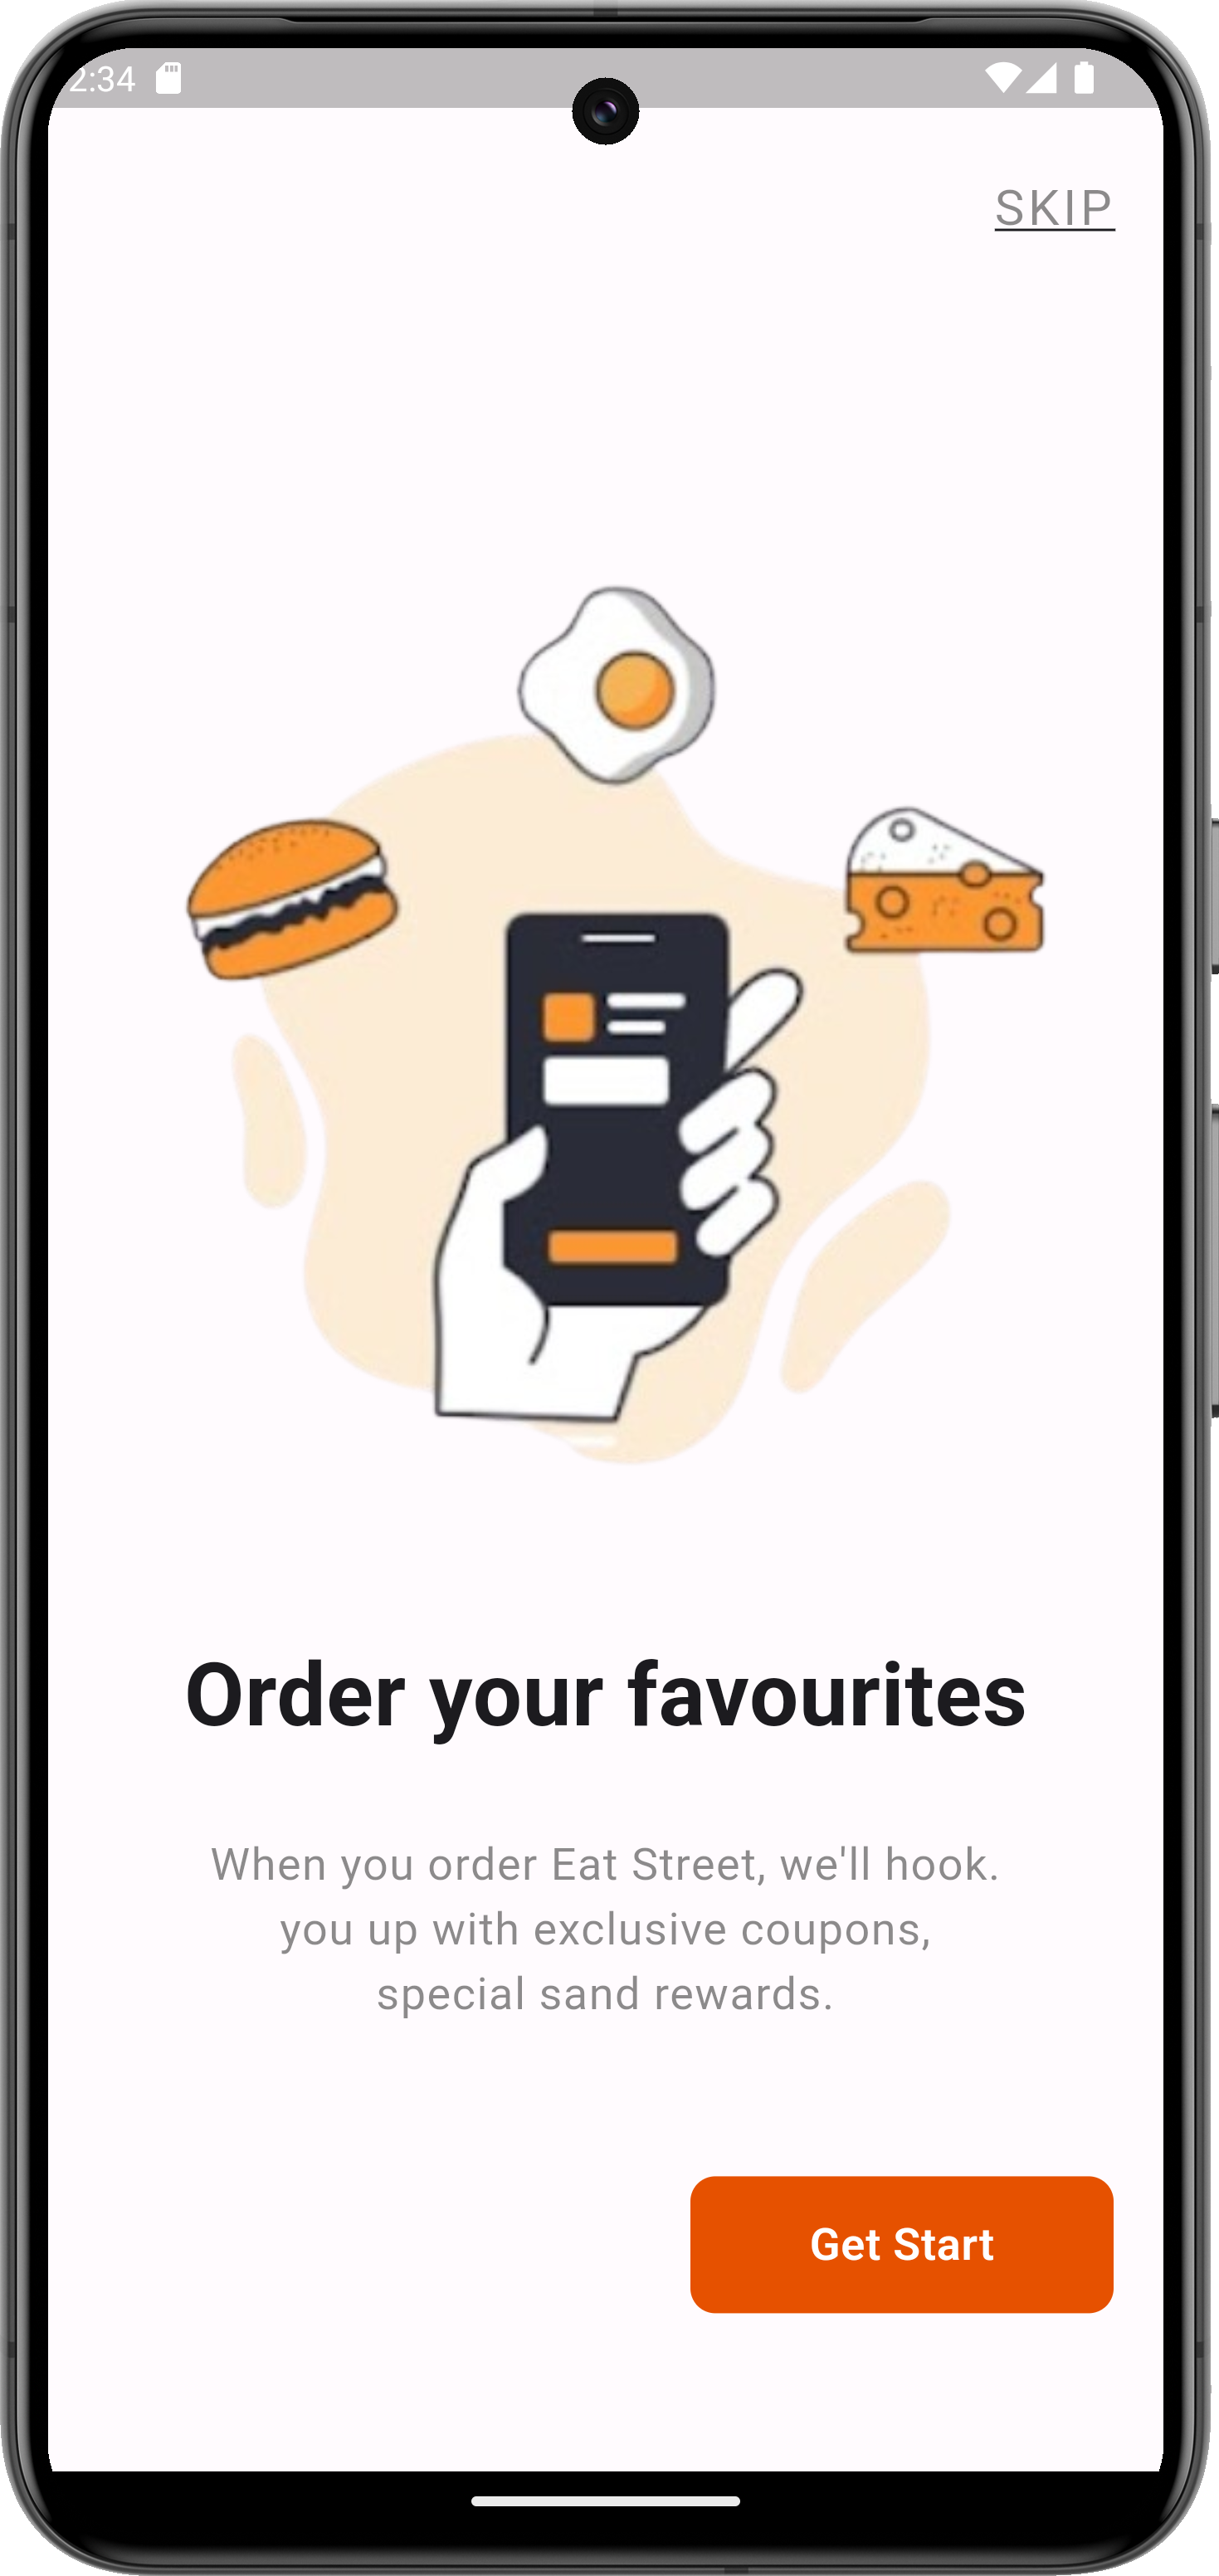 2:34
SKIP
Order your favourites
When you order Eat Street, we'll hook.
you up with exclusive coupons,
special sand rewards.
Get Start